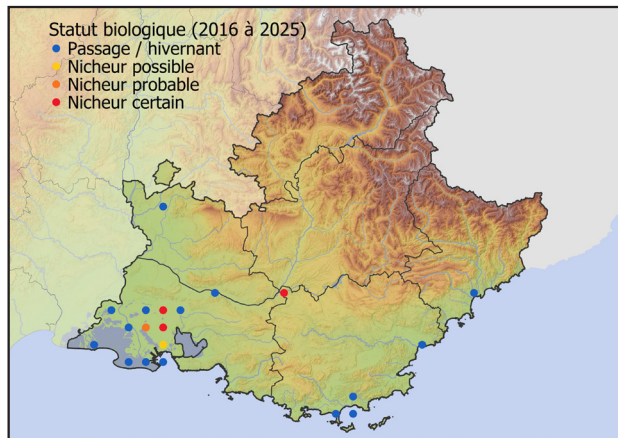 Statut biologique (2016 à 2025)
Passage / hivernant
Nicheur possible
Nicheur probable
Nicheur certain